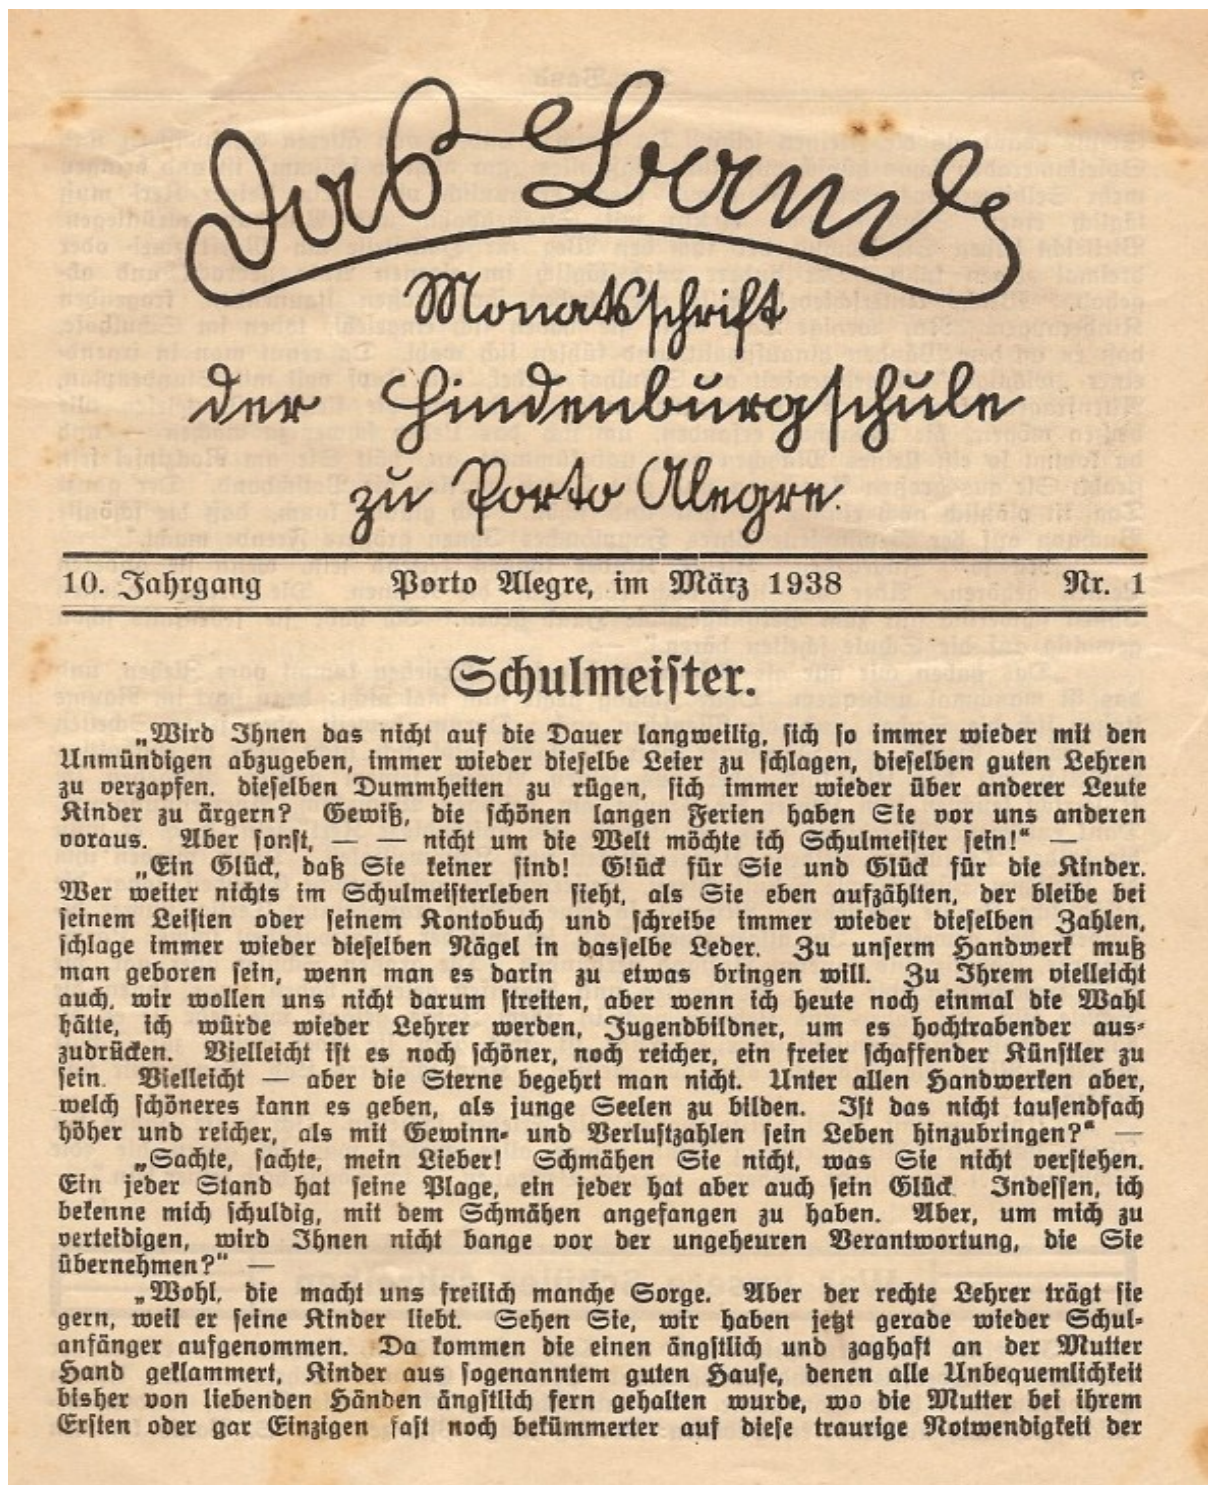 Das Band
Monatsschrift
der Hindenburgschule
zu Porto Alegre.
10. Jahrgang Porto Alegre, im März 1938 Nr. 1
Schulmeister.
„Wird Ihnen das nicht auf die Dauer langweilig, sich so immer wieder mit den
Unmündigen abzugeben, immer wieder dieselbe Leier zu schlagen, dieselben guten Lehren
zu verzapfen, dieselben Dummheiten zu rügen, sich immer wieder über anderer Leute
Kinder zu ärgern? Gewiß, die schönen langen Ferien haben Sie vor uns anderen
voraus. Aber sonst, — — nicht um die Welt möchte ich Schulmeister sein!“ —
„Ein Glück, daß Sie keiner sind! Glück für Sie und Glück für die Kinder.
Wer weiter nichts im Schulmeisterleben sieht, als Sie eben aufzählten, der bleibe bei
seinem Leisten oder seinem Kontobuch und schreibe immer wieder dieselben Zahlen,
schlage immer wieder dieselben Nägel in dasselbe Leder. Zu unserm Handwerk muß
man geboren sein, wenn man es darin zu etwas bringen will. Zu Ihrem vielleicht
auch, wir wollen uns nicht darum streiten, aber wenn ich heute noch einmal die Wahl
hätte, ich würde wieder Lehrer werden, Jugendbildner, um es hochtrabender aus-
zudrücken. Vielleicht ist es noch schöner, noch reicher, ein freier schaffender Künstler zu
sein. Vielleicht — aber die Sterne begehrt man nicht. Unter allen Handwerken aber,
welch schöneres kann es geben, als junge Seelen zu bilden. Ist das nicht tausendfach
höher und reicher, als mit Gewinn- und Verlustzahlen sein Leben hinzubringen?“ —
„Sachte, sachte, mein Lieber! Schmähen Sie nicht, was Sie nicht verstehen.
Ein jeder Stand hat seine Plage, ein jeder hat aber auch sein Glück. Indessen, ich
bekenne mich schuldig, mit dem Schmähen angefangen zu haben. Aber, um mich zu
verteidigen, wird Ihnen nicht bange vor der ungeheuren Verantwortung, die Sie
übernehmen?“ —
„Wohl, die macht uns freilich manche Sorge. Aber der rechte Lehrer trägt sie
gern, weil er seine Kinder liebt. Sehen Sie, wir haben jetzt gerade wieder Schul-
anfänger aufgenommen. Da kommen die einen ängstlich und zaghaft an der Mutter
Hand geklammert, Kinder aus sogenanntem guten Hause, denen alle Unbequemlichkeit
bisher von liebenden Händen ängstlich fern gehalten wurde, wo die Mutter bei ihrem
Ersten oder gar Einzigen fast noch bekümmerter auf diese traurige Notwendigkeit der